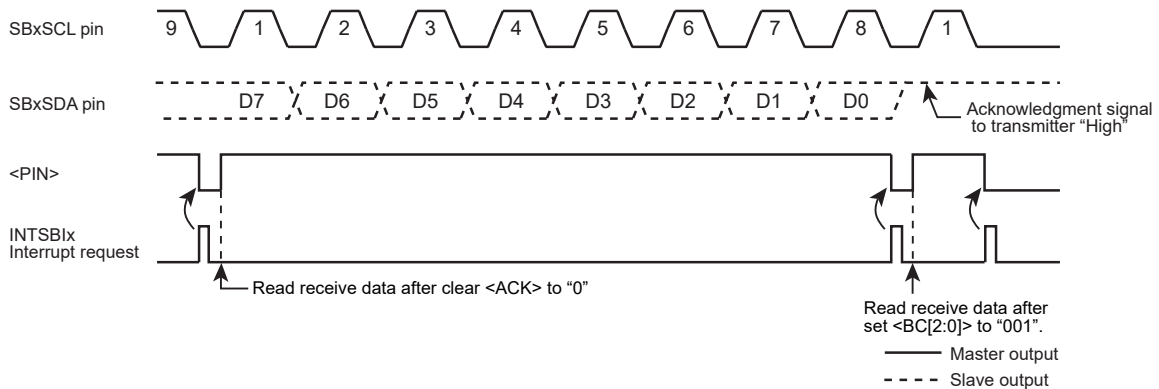 SBxSCL pin
9 1 2 3 4 5 6 7 8 1
SBxSDA pin
D7 D6 D5 D4 D3 D2 D1 D0
Acknowledgment signal
to transmitter “High”
<PIN>
INTSBIx
Interrupt request
Read receive data after clear <ACK> to “0”
Read receive data after
set <BC[2:0]> to “001”.
Master output
Slave output